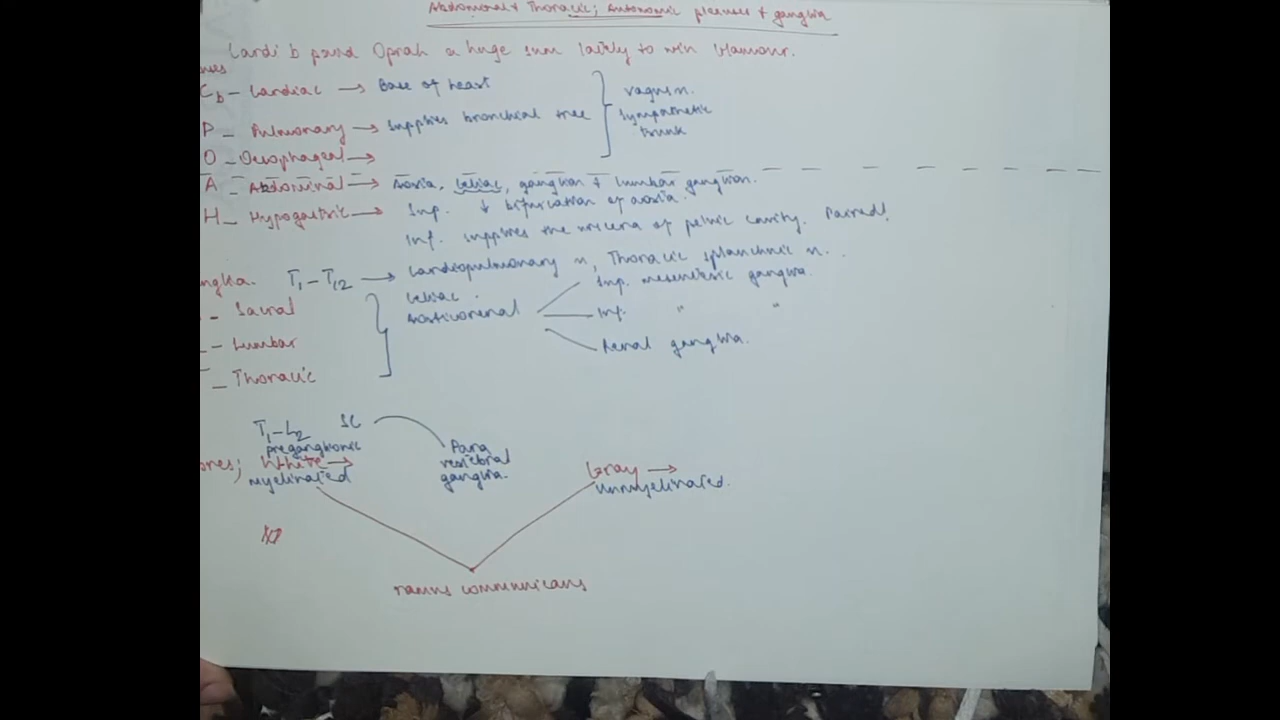 Abdominal & Thoracic; Autonomic plexuses & ganglia
Cardi b paid Oprah a huge sum lately to win Glamour.
Cb - Cardiac → Base of heart
vagus n.
P - Pulmonary → supplies bronchial tree
sympathetic
trunk
O - Oesophageal →
A - Abdominal → Aorta, Celiac, ganglion & Lumbar ganglion.
H - Hypogastric → Sup. ↓ bifurcation of aorta.
Inf. supplies the viscera of pelvic cavity. Paired!
T1 - T12 → Cardiopulmonary n, Thoracic splanchnic n.
- Sacral
Celiac.
Aorticorenal
Sup. mesenteric ganglia.
Inf. " "
Renal ganglia.
- Lumbar
- Thoracic
T1-L2 SC
preganglionic
White →
myelinated
Para
vertebral
ganglia.
Gray →
unmyelinated.
ramus communicans